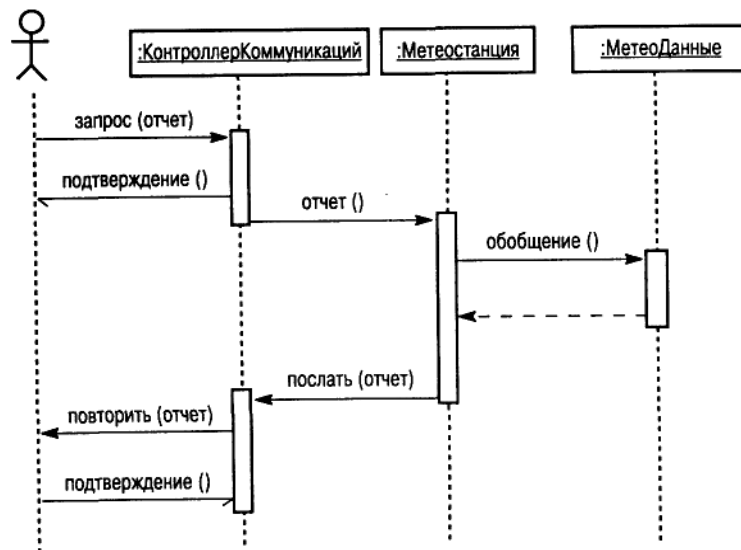 :КонтроллерКоммуникаций
:Метеостанция
:МетеоДанные
запрос (отчет)
подтверждение ()
отчет ()
обобщение ()
послать (отчет)
повторить (отчет)
подтверждение ()